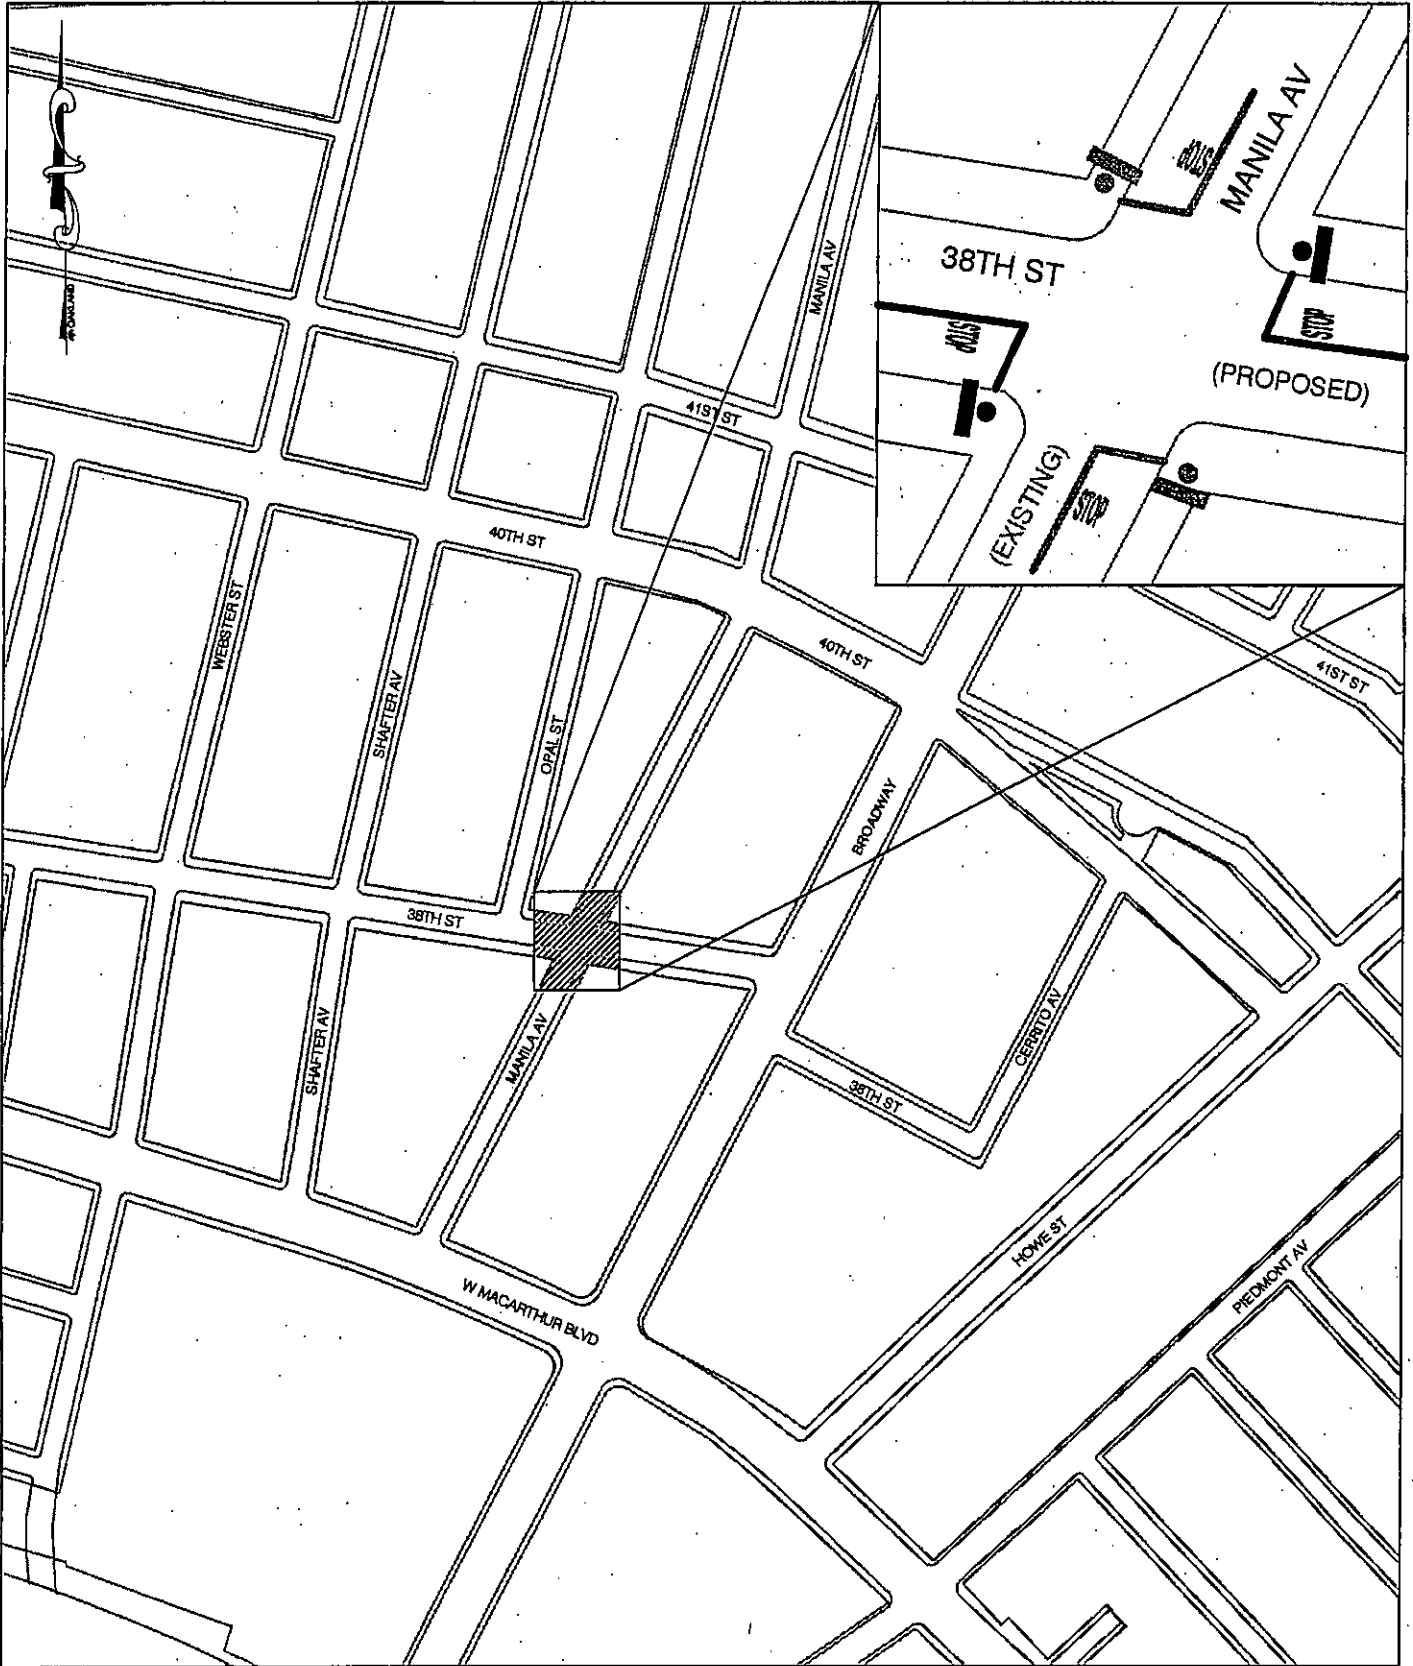 MANILA AV
STOP
38TH ST
STOP
STOP
(PROPOSED)
(EXISTING)
STOP
OAKLAND
MANILA AV
41ST ST
40TH ST
WEBSTER ST
SHAFTER AV
OPAL ST
40TH ST
41ST ST
BROADWAY
38TH ST
SHAFTER AV
MANILA AV
CERRITO AV
38TH ST
HOWE ST
PIEDMONT AV
W MACARTHUR BLVD